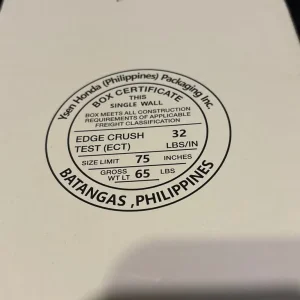 Ysen Honda (Philippines) Packaging Inc.
BOX CERTIFICATE
THIS
SINGLE WALL
BOX MEETS ALL CONSTRUCTION
REQUIREMENTS OF APPLICABLE
FREIGHT CLASSIFICATION
EDGE CRUSH 32
TEST (ECT) LBS/IN
SIZE LIMIT 75 INCHES
GROSS
WT LT 65 LBS
BATANGAS ,PHILIPPINES